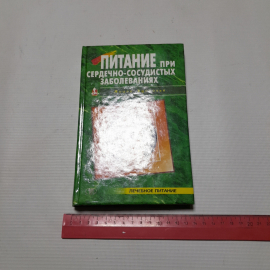 ПИТАНИЕ ПРИ
СЕРДЕЧНО-СОСУДИСТЫХ
ЗАБОЛЕВАНИЯХ
ЛЕЧЕБНОЕ ПИТАНИЕ